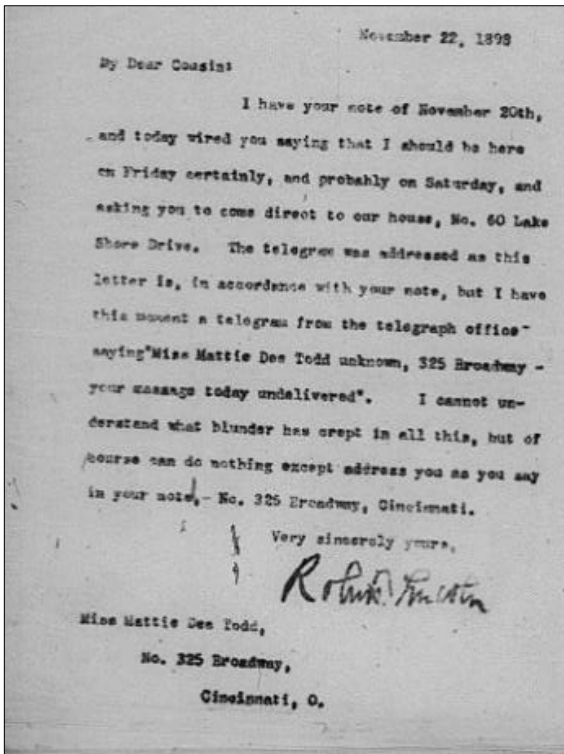 November 22, 1898
My Dear Cousin:
I have your note of November 20th,
and today wired you saying that I should be here
on Friday certainly, and probably on Saturday, and
asking you to come direct to our house, No. 60 Lake
Shore Drive. The telegram was addressed as this
letter is, in accordance with your note, but I have
this moment a telegram from the telegraph office-
saying "Miss Mattie Dee Todd unknown, 325 Broadway -
your message today undelivered". I cannot un-
derstand what blunder has crept in all this, but of
course can do nothing except address you as you say
in your note,- No. 325 Broadway, Cincinnati.
Very sincerely yours,
Robert T. Lincoln
Miss Mattie Dee Todd,
No. 325 Broadway,
Cincinnati, O.